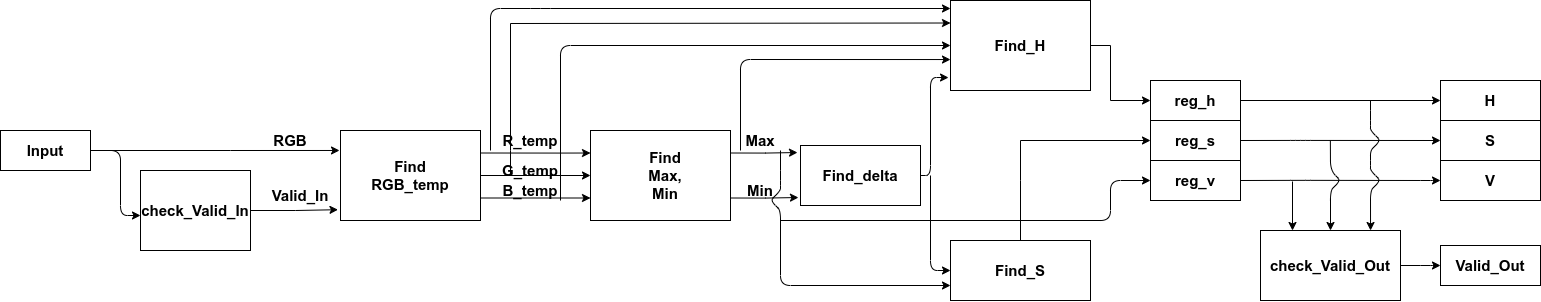 Input
RGB
check_Valid_In
Valid_In
Find
RGB_temp
R_temp
G_temp
B_temp
Find
Max,
Min
Max
Min
Find_delta
Find_H
Find_S
reg_h
reg_s
reg_v
H
S
V
check_Valid_Out
Valid_Out